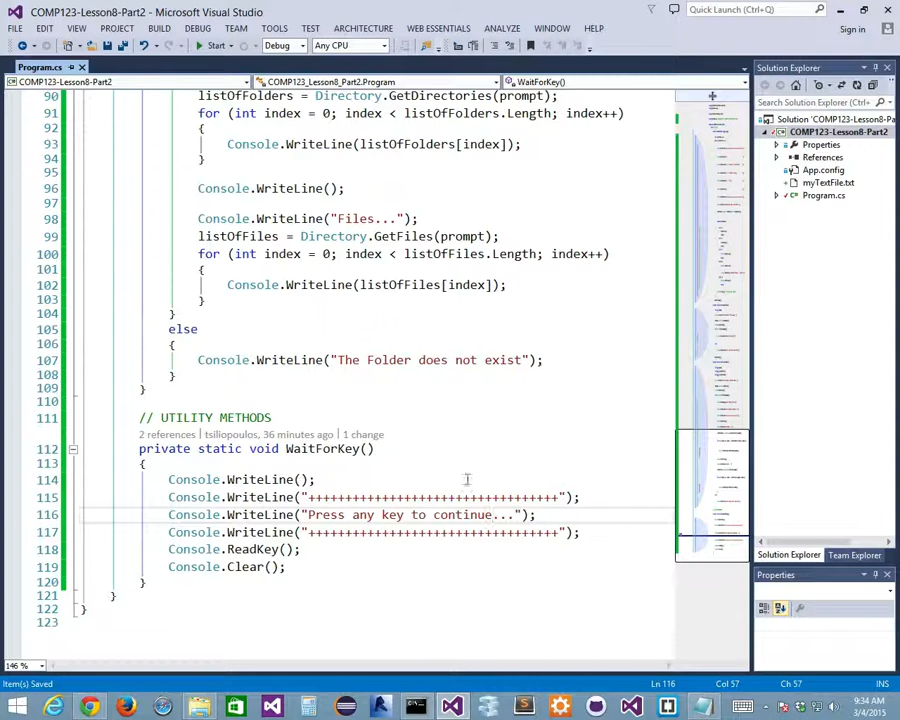 COMP123-Lesson8-Part2 - Microsoft Visual Studio
Quick Launch (Ctrl+Q)
FILE EDIT VIEW PROJECT BUILD DEBUG TEAM TOOLS TEST ARCHITECTURE WEB ESSENTIALS ANALYZE WINDOW HELP
Sign in
Start Debug Any CPU
Program.cs
COMP123-Lesson8-Part2 COMP123_Lesson8_Part2.Program WaitForKey()
90 listOfFolders = Directory.GetDirectories(prompt);
91 for (int index = 0; index < listOfFolders.Length; index++)
92 {
93 Console.WriteLine(listOfFolders[index]);
94 }
95
96 Console.WriteLine();
97
98 Console.WriteLine("Files...");
99 listOfFiles = Directory.GetFiles(prompt);
100 for (int index = 0; index < listOfFiles.Length; index++)
101 {
102 Console.WriteLine(listOfFiles[index]);
103 }
104 }
105 else
106 {
107 Console.WriteLine("The Folder does not exist");
108 }
109 }
110
111 // UTILITY METHODS
2 references | tsiliopoulos, 36 minutes ago | 1 change
112 private static void WaitForKey()
113 {
114 Console.WriteLine();
115 Console.WriteLine("++++++++++++++++++++++++++++++++++");
116 Console.WriteLine("Press any key to continue...");
117 Console.WriteLine("++++++++++++++++++++++++++++++++++");
118 Console.ReadKey();
119 Console.Clear();
120 }
121 }
122 }
123
146 %
Solution Explorer
Search Solution Explorer (Ctrl+
Solution 'COMP123-Lesson8-Pa
COMP123-Lesson8-Part2
Properties
References
App.config
myTextFile.txt
Program.cs
Solution Explorer Team Explorer
Properties
Item(s) Saved Ln 116 Col 57 Ch 57 INS
9:34 AM
3/4/2015